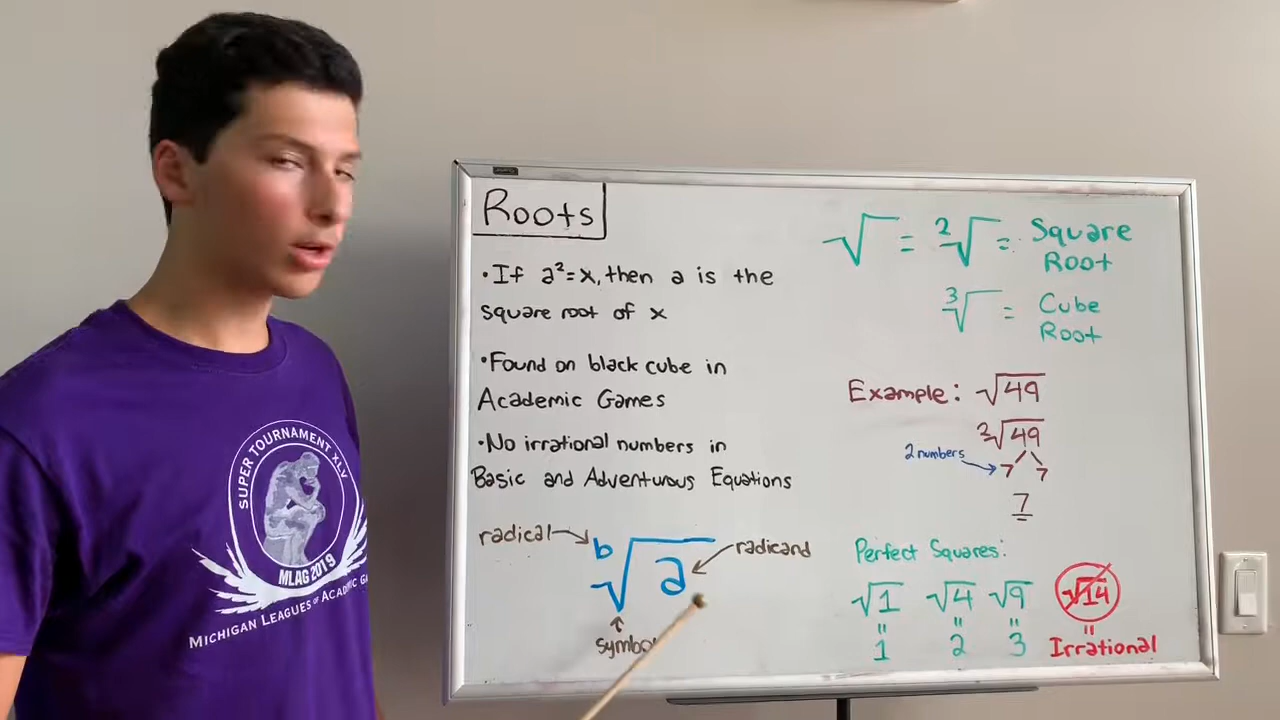 Roots
• If a²=x, then a is the
square root of x
• Found on black cube in
Academic Games
• No irrational numbers in
Basic and Adventurous Equations
radical
b√a
radicand
symbol
√ = ²√ = Square
Root
³√ = Cube
Root
Example: √49
²√49
2 numbers
7 7
7
Perfect Squares:
√1 √4 √9 √14
= = = =
1 2 3 Irrational
SUPER TOURNAMENT XLV
MLAG 2019
MICHIGAN LEAGUES OF ACADEMIC GA